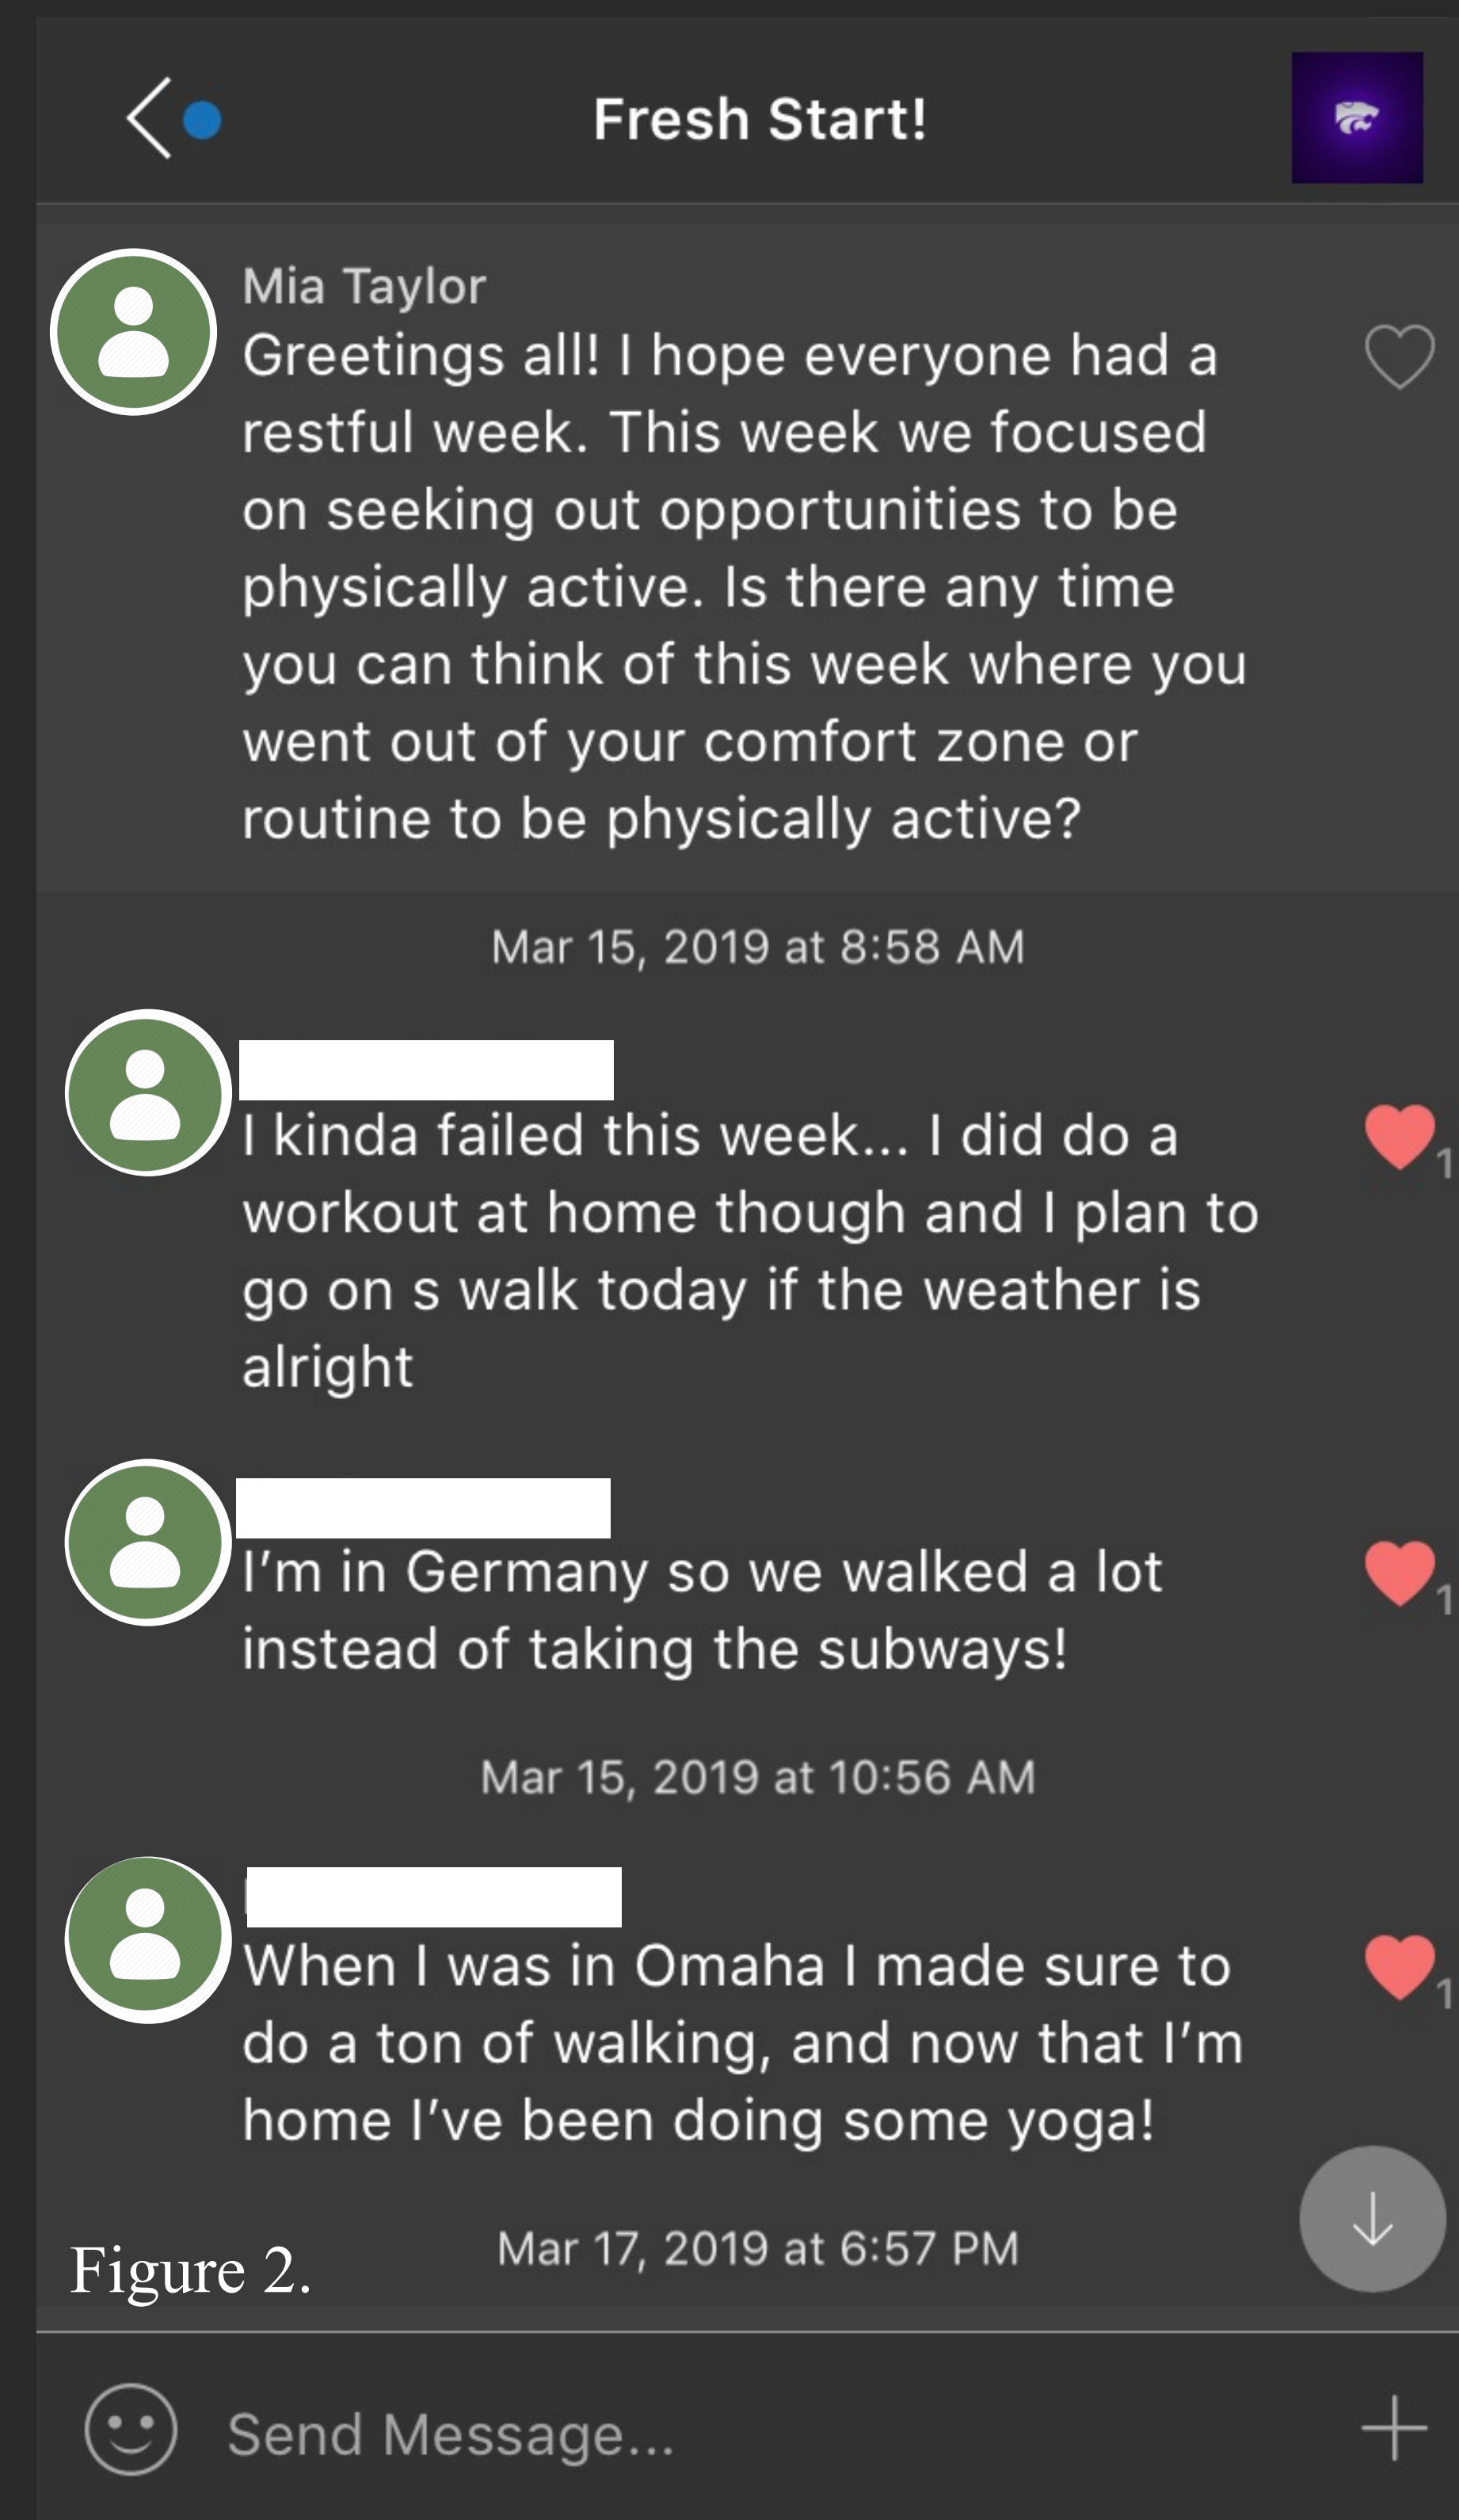 Fresh Start!
Mia Taylor
Greetings all! I hope everyone had a
restful week. This week we focused
on seeking out opportunities to be
physically active. Is there any time
you can think of this week where you
went out of your comfort zone or
routine to be physically active?
Mar 15, 2019 at 8:58 AM
I kinda failed this week... I did do a
workout at home though and I plan to
go on s walk today if the weather is
alright
1
I'm in Germany so we walked a lot
instead of taking the subways!
1
Mar 15, 2019 at 10:56 AM
When I was in Omaha I made sure to
do a ton of walking, and now that I'm
home I've been doing some yoga!
1
Mar 17, 2019 at 6:57 PM
Figure 2.
Send Message...